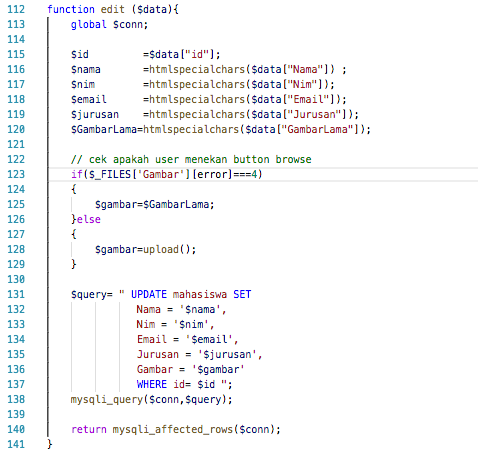 112 function edit ($data){
113     global $conn;
114
115     $id         =$data["id"];
116     $nama       =htmlspecialchars($data["Nama"]) ;
117     $nim        =htmlspecialchars($data["Nim"]);
118     $email      =htmlspecialchars($data["Email"]);
119     $jurusan    =htmlspecialchars($data["Jurusan"]);
120     $GambarLama=htmlspecialchars($data["GambarLama"]);
121
122     // cek apakah user menekan button browse
123     if($_FILES['Gambar'][error]===4)
124     {
125         $gambar=$GambarLama;
126     }else
127     {
128         $gambar=upload();
129     }
130
131     $query= " UPDATE mahasiswa SET
132                Nama = '$nama',
133                Nim = '$nim',
134                Email = '$email',
135                Jurusan = '$jurusan',
136                Gambar = '$gambar'
137                WHERE id= $id ";
138     mysqli_query($conn,$query);
139
140     return mysqli_affected_rows($conn);
141 }